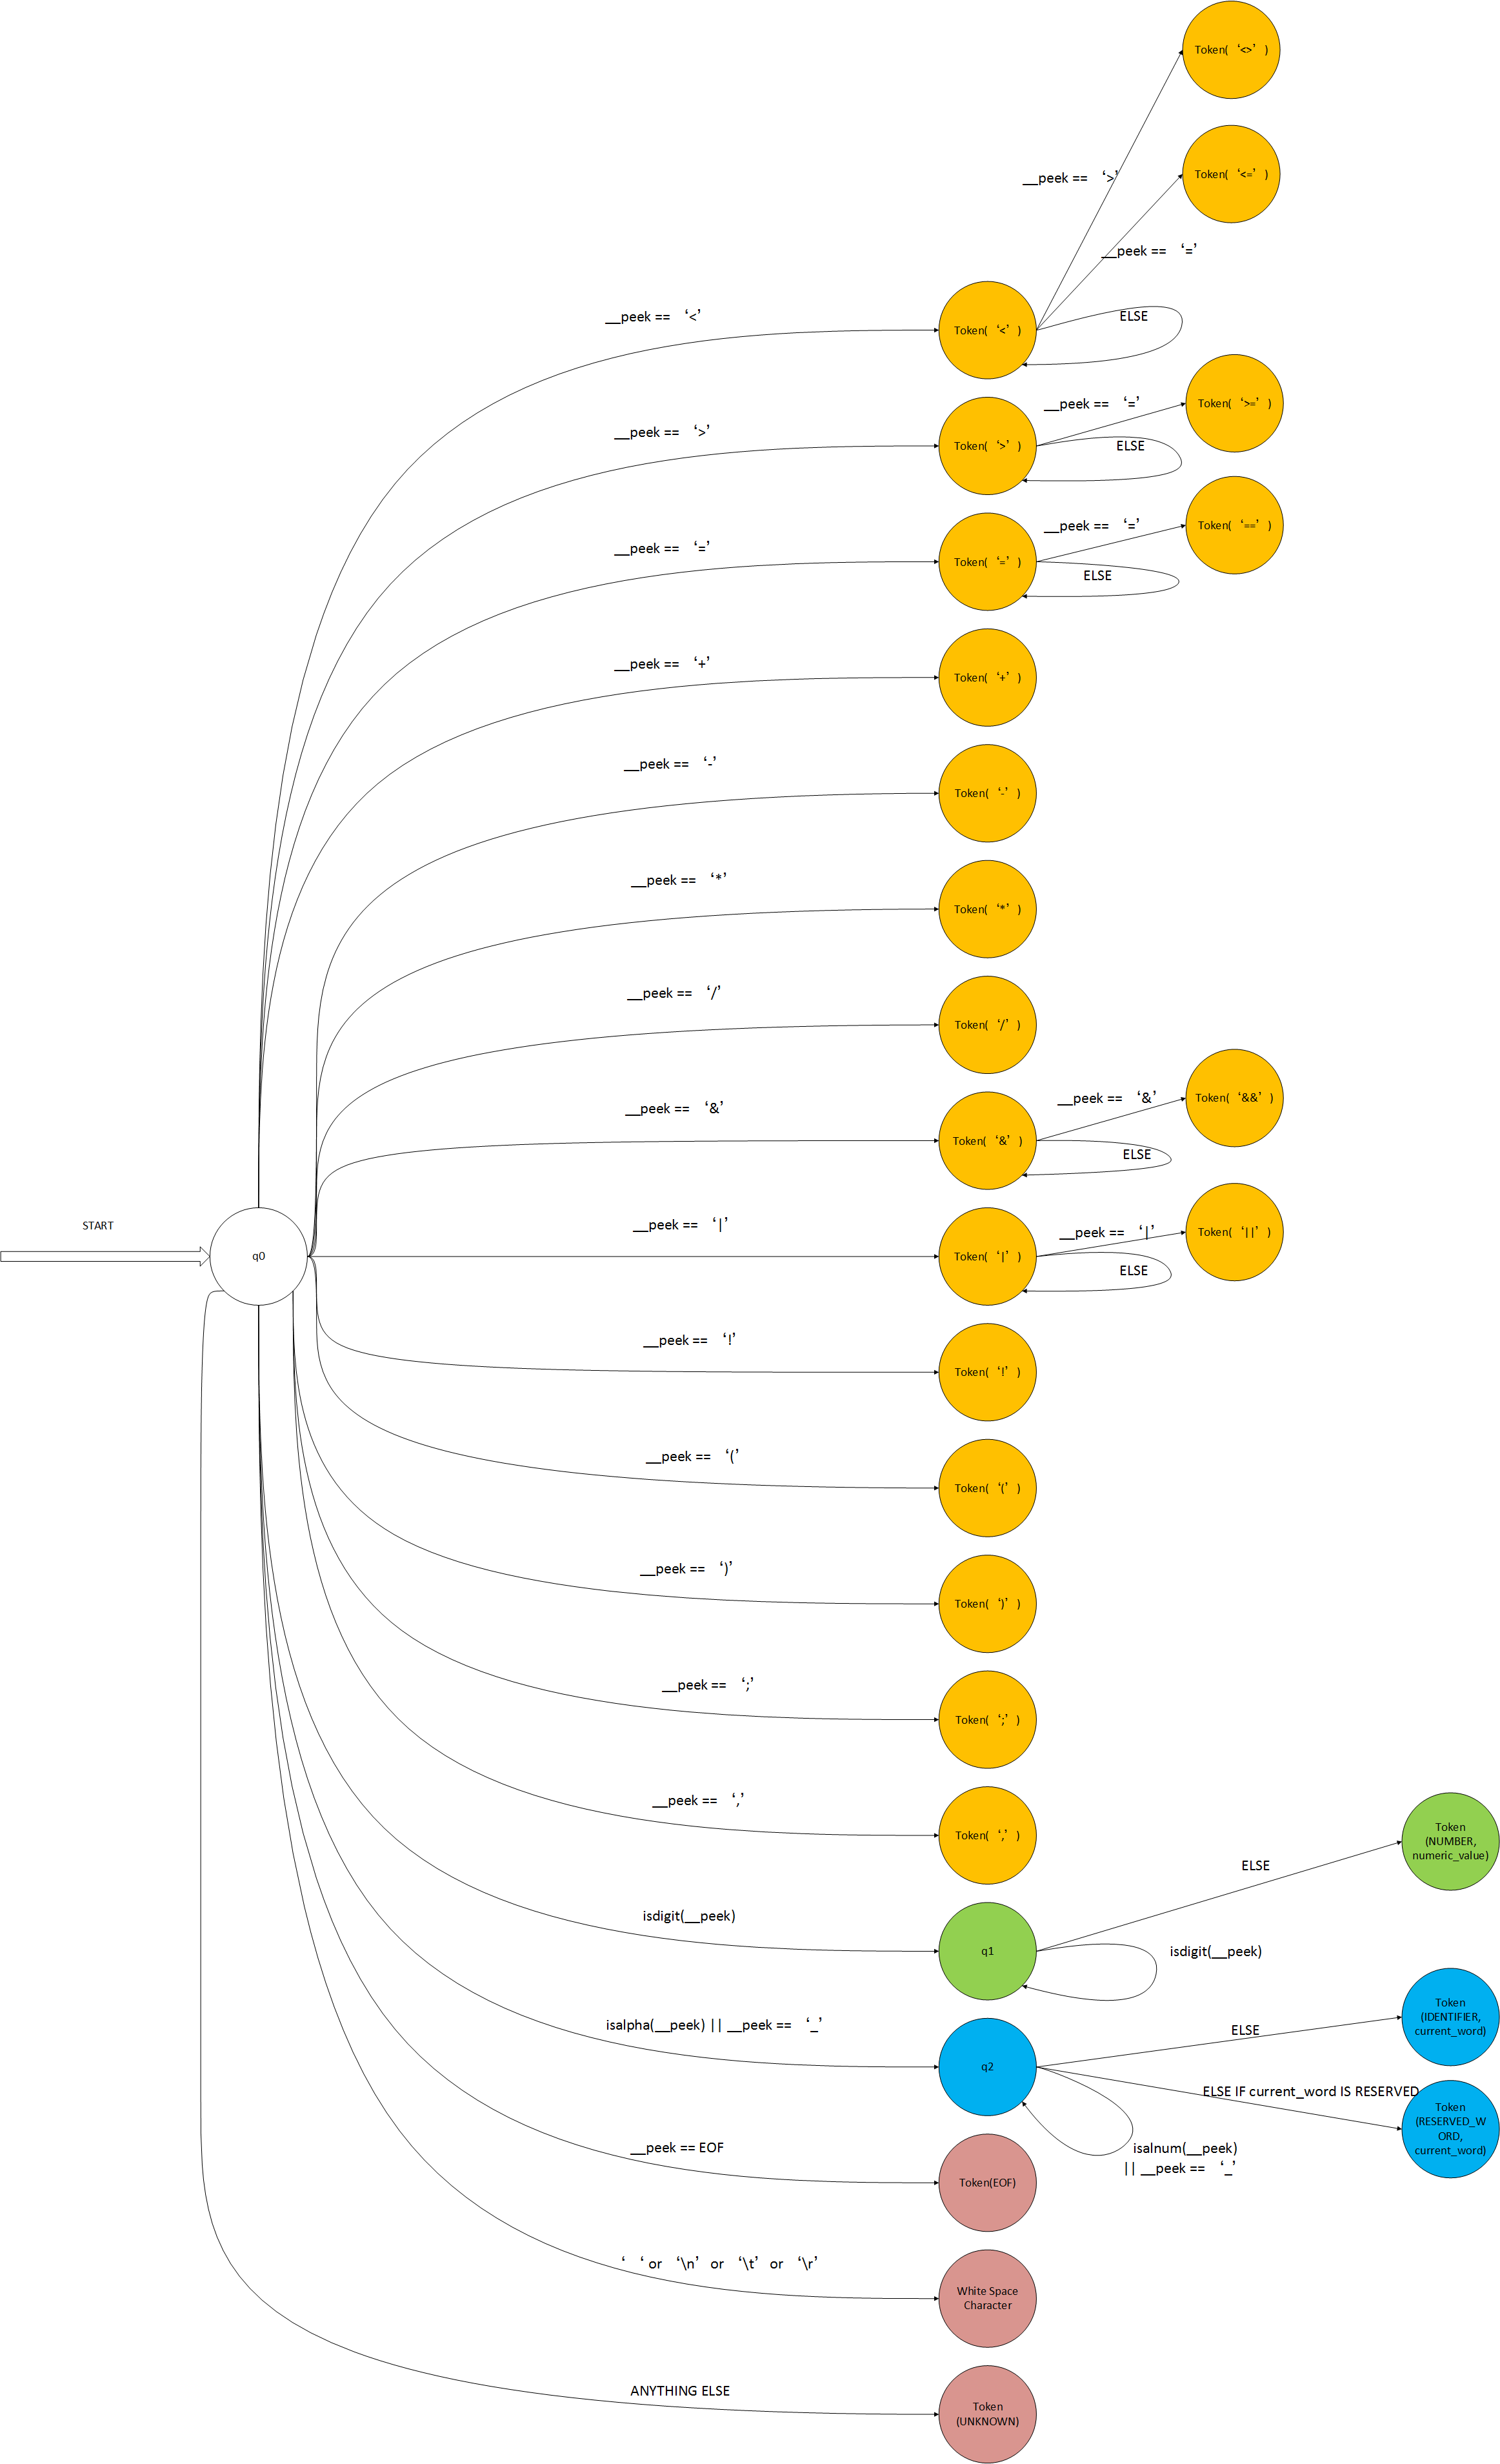 Token( ‘<>’ )
__peek == ‘>’
Token( ‘<=’ )
__peek == ‘=’
__peek == ‘<’
Token( ‘<’ )
ELSE
__peek == ‘>’
Token( ‘>’ )
__peek == ‘=’
Token( ‘>=’ )
ELSE
__peek == ‘=’
Token( ‘=’ )
__peek == ‘=’
Token( ‘==’ )
ELSE
__peek == ‘+’
Token( ‘+’ )
__peek == ‘-’
Token( ‘-’ )
__peek == ‘*’
Token( ‘*’ )
__peek == ‘/’
Token( ‘/’ )
__peek == ‘&’
Token( ‘&’ )
__peek == ‘&’
Token( ‘&&’ )
ELSE
START
q0
__peek == ‘|’
Token( ‘|’ )
__peek == ‘|’
Token( ‘||’ )
ELSE
__peek == ‘!’
Token( ‘!’ )
__peek == ‘(’
Token( ‘(’ )
__peek == ‘)’
Token( ‘)’ )
__peek == ‘;’
Token( ‘;’ )
__peek == ‘,’
Token( ‘,’ )
isdigit(__peek)
q1
ELSE
Token
(NUMBER,
numeric_value)
isdigit(__peek)
isalpha(__peek) || __peek == ‘_’
q2
ELSE
Token
(IDENTIFIER,
current_word)
ELSE IF current_word IS RESERVED
Token
(RESERVED_W
ORD,
current_word)
isalnum(__peek)
|| __peek == ‘_’
__peek == EOF
Token(EOF)
‘ ‘ or ‘\n’ or ‘\t’ or ‘\r’
White Space
Character
ANYTHING ELSE
Token
(UNKNOWN)